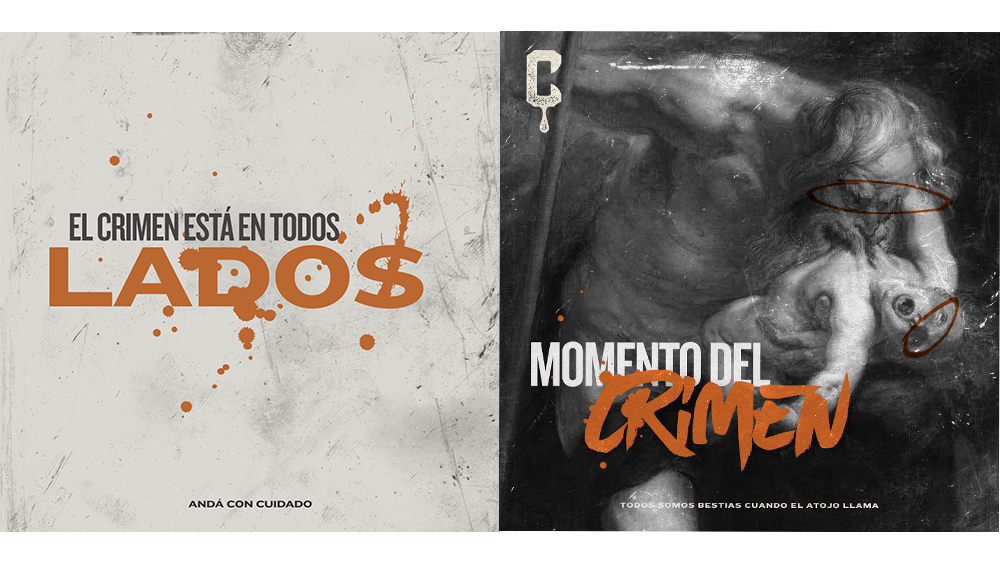 EL CRIMEN ESTÁ EN TODOS
LADOS
ANDÁ CON CUIDADO
C
MOMENTO DEL
CRiMEN
TODOS SOMOS BESTIAS CUANDO EL ATOJO LLAMA